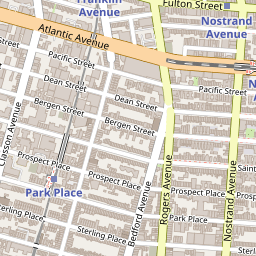 Franklin
Avenue
Fulton Street
Nostrand
Avenue
Atlantic Avenue
Pacific Street
Dean Street
Bergen Street
Pacific Street
Dean Street
Bergen Street
Classon Avenue
Prospect Place
Park Place
Sterling Place
Prospect Place
Bedford Avenue
Rogers Avenue
Nostrand Avenue
Park Place
Sterling Place